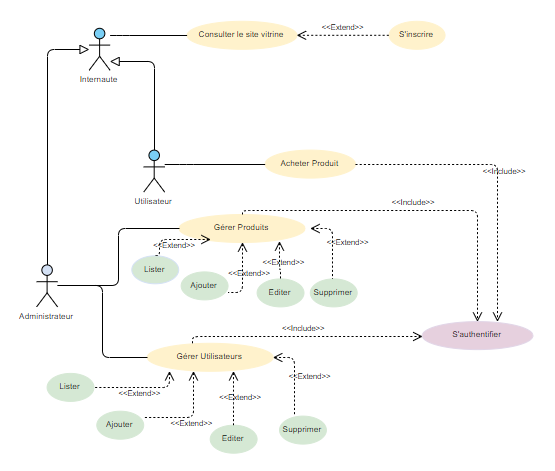 <<Extend>>
Consulter le site vitrine
S'inscrire
Internaute
Acheter Produit
<<Include>>
Utilisateur
<<Include>>
Gérer Produits
<<Extend>>
<<Extend>>
Lister
<<Extend>>
<<Extend>>
Ajouter
Editer
Supprimer
Administrateur
<<Include>>
S'authentifier
Gérer Utilisateurs
<<Extend>>
Lister
<<Extend>>
<<Extend>>
Ajouter
<<Extend>>
Editer
Supprimer